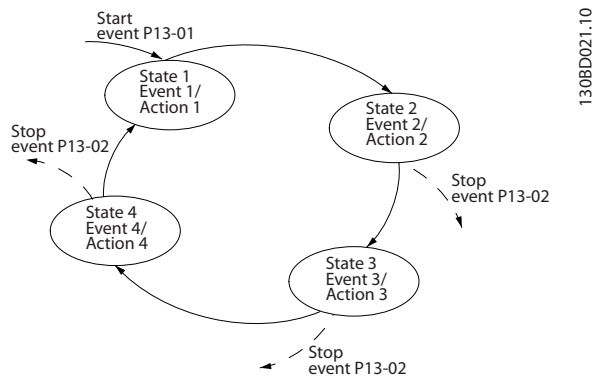 Start
event P13-01
130BD021.10
State 1
Event 1/
Action 1
State 2
Event 2/
Action 2
Stop
event P13-02
Stop
event P13-02
State 4
Event 4/
Action 4
State 3
Event 3/
Action 3
Stop
event P13-02